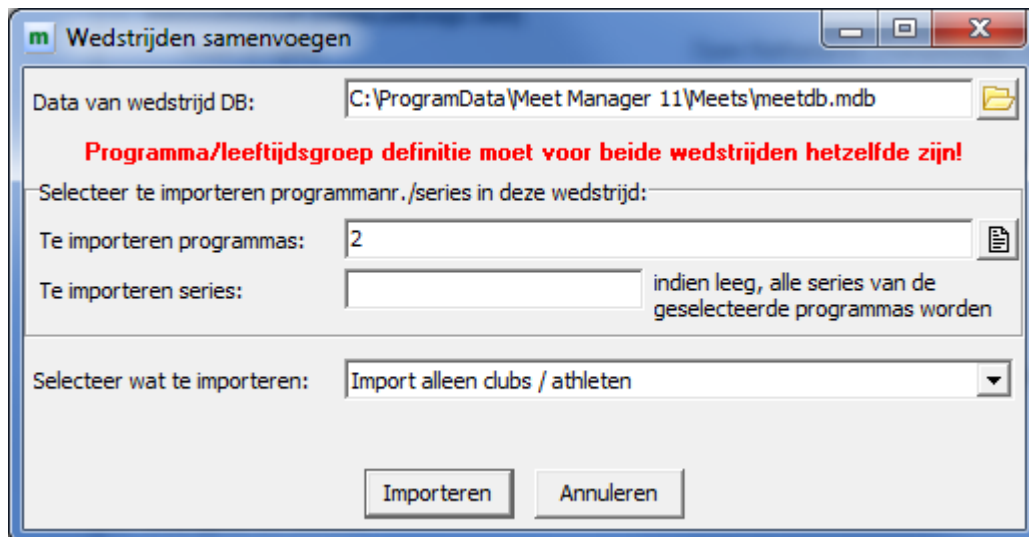 m Wedstrijden samenvoegen
Data van wedstrijd DB: C:\ProgramData\Meet Manager 11\Meets\meetdb.mdb
Programma/leeftijdsgroep definitie moet voor beide wedstrijden hetzelfde zijn!
Selecteer te importeren programmanr./series in deze wedstrijd:
Te importeren programmas: 2
Te importeren series: indien leeg, alle series van de
geselecteerde programmas worden
Selecteer wat te importeren: Import alleen clubs / athleten
Importeren Annuleren